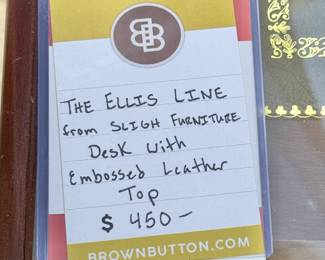 BB
THE ELLIS LINE
from SLIGH FURNITURE
Desk with
Embossed Leather
Top
$ 450-
BROWNBUTTON.COM